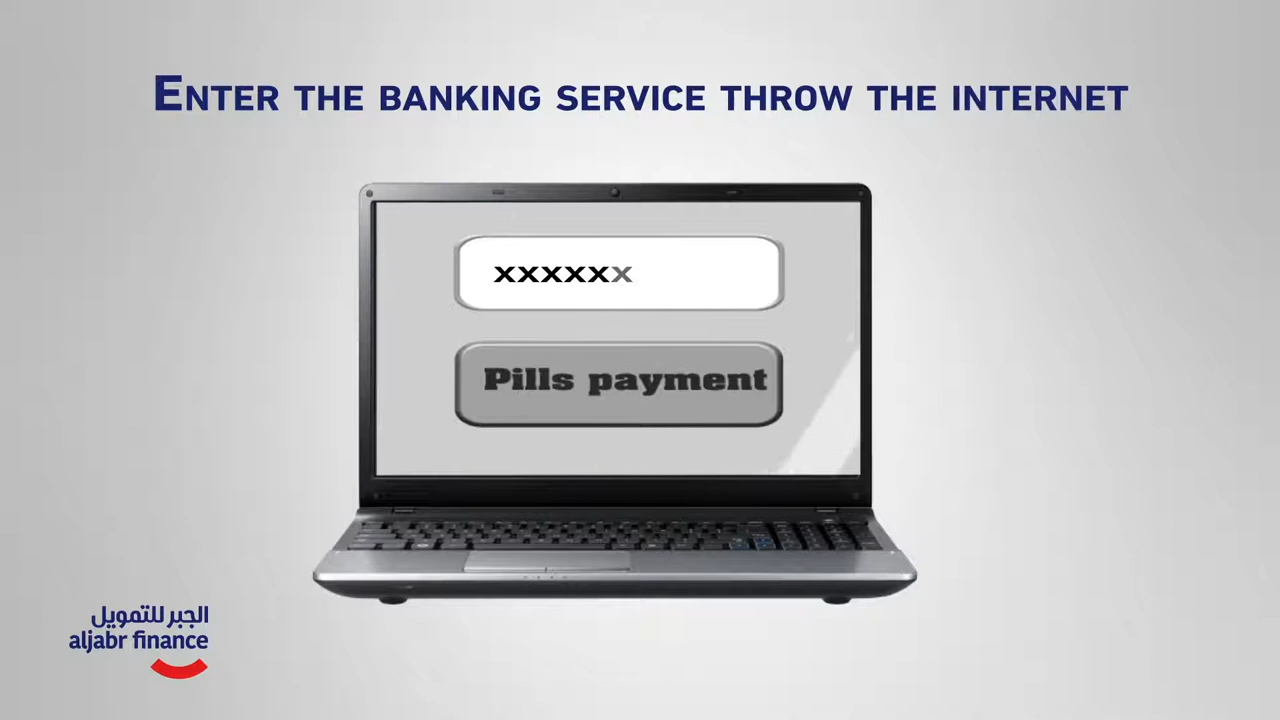 Enter the banking service throw the internet
xxxxxx
Pills payment
الجبر للتمويل
aljabr finance